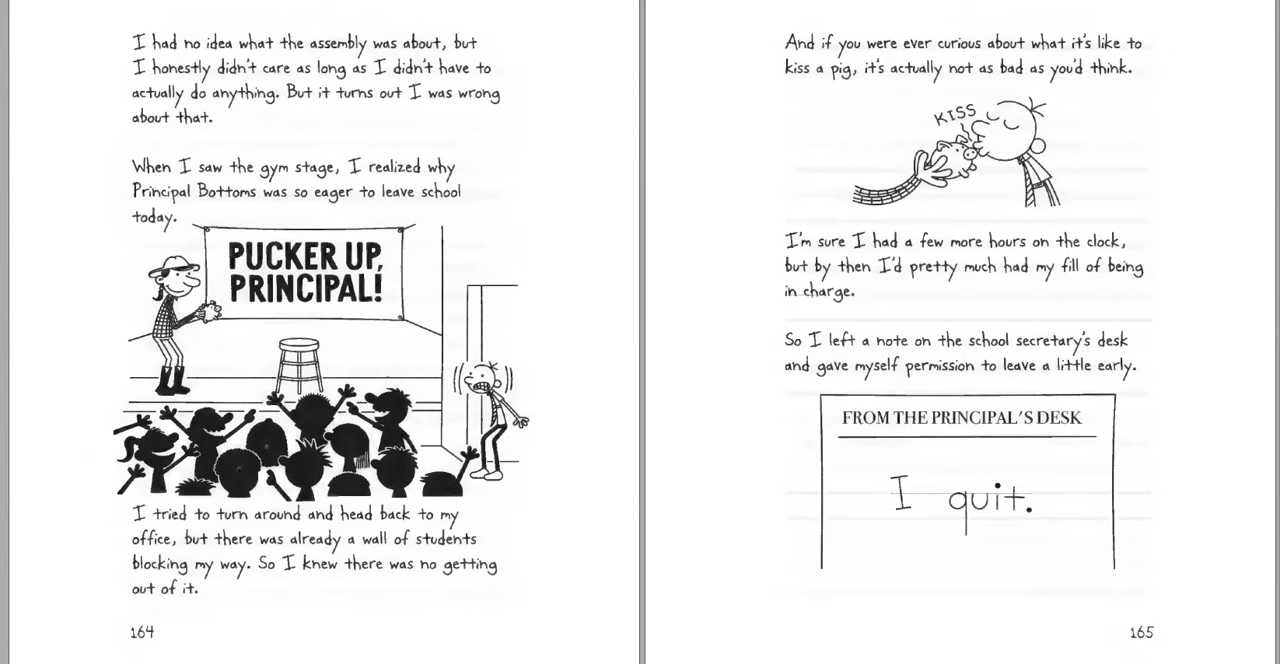 I had no idea what the assembly was about, but
I honestly didn't care as long as I didn't have to
actually do anything. But it turns out I was wrong
about that.
When I saw the gym stage, I realized why
Principal Bottoms was so eager to leave school
today.
PUCKER UP,
PRINCIPAL!
I tried to turn around and head back to my
office, but there was already a wall of students
blocking my way. So I knew there was no getting
out of it.
164
And if you were ever curious about what it's like to
kiss a pig, it's actually not as bad as you'd think.
KISS
I'm sure I had a few more hours on the clock,
but by then I'd pretty much had my fill of being
in charge.
So I left a note on the school secretary's desk
and gave myself permission to leave a little early.
FROM THE PRINCIPAL'S DESK
I quit.
165